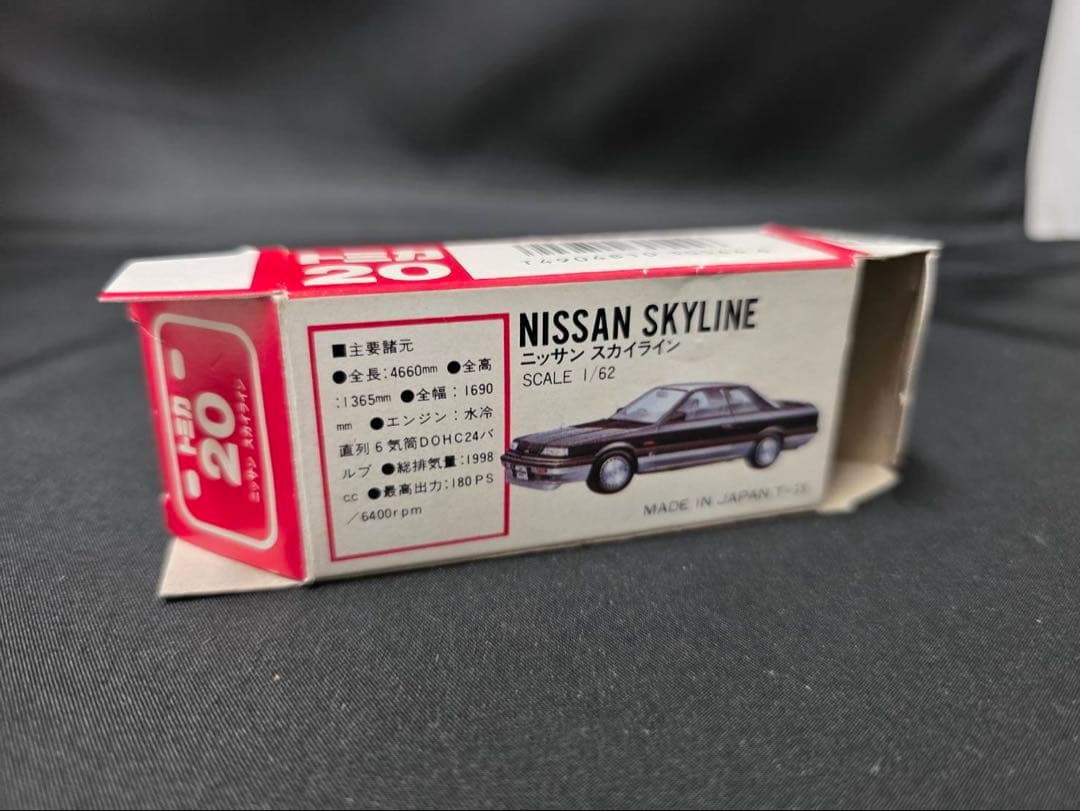 トミカ
20
ニッサン スカイライン
トミカ
20
■主要諸元
●全長:4660mm ●全高
:1365mm ●全幅:1690
mm ●エンジン:水冷
直列6気筒DOHC24バ
ルブ ●総排気量:1998
cc ●最高出力:180PS
/6400rpm
NISSAN SKYLINE
ニッサン スカイライン
SCALE 1/62
MADE IN JAPAN